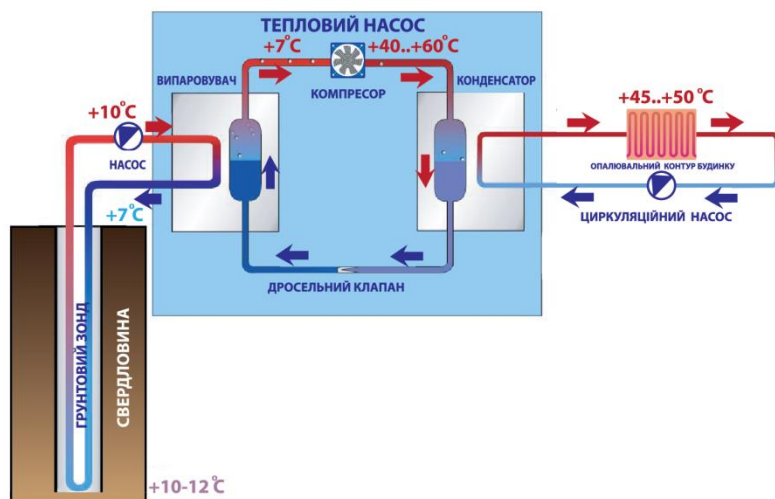 ТЕПЛОВИЙ НАСОС
+7°C
+40..+60°C
ВИПАРОВУВАЧ
КОМПРЕСОР
КОНДЕНСАТОР
+10°C
НАСОС
+7°C
+45..+50 °C
ОПАЛЮВАЛЬНИЙ КОНТУР БУДИНКУ
ЦИРКУЛЯЦІЙНИЙ НАСОС
ДРОСЕЛЬНИЙ КЛАПАН
ГРУНТОВИЙ ЗОНД
СВЕРДЛОВИНА
+10-12°C